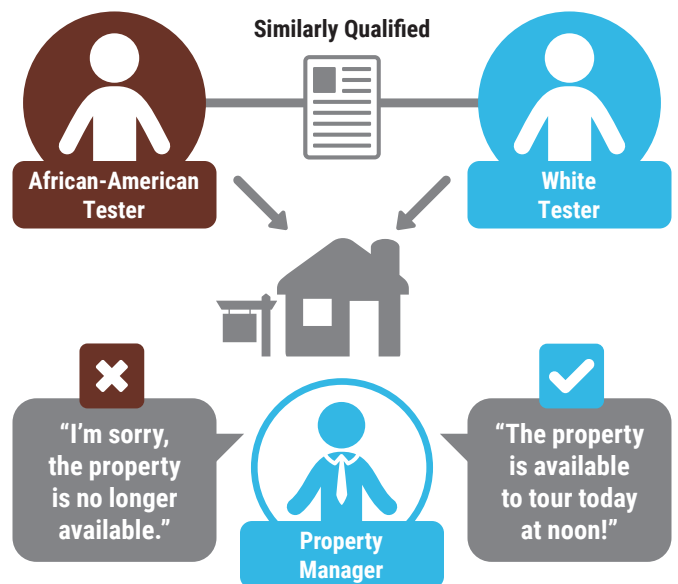 Similarly Qualified
African-American
Tester
White
Tester
“I’m sorry,
the property
is no longer
available.”
“The property
is available
to tour today
at noon!”
Property
Manager